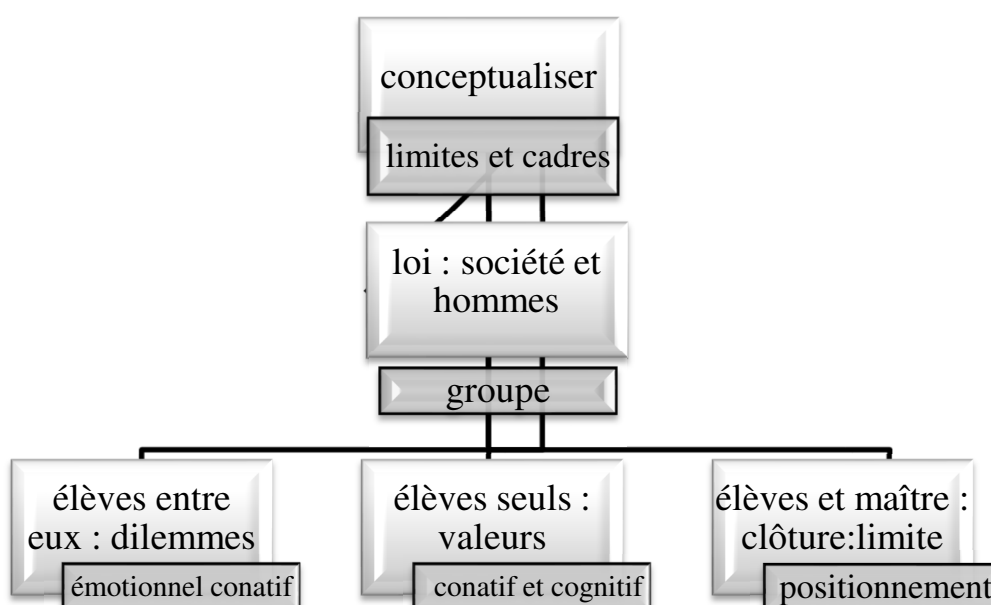 conceptualiser
limites et cadres
loi : société et
hommes
groupe
élèves entre
eux : dilemmes
émotionnel conatif
élèves seuls :
valeurs
conatif et cognitif
élèves et maître :
clôture:limite
positionnement